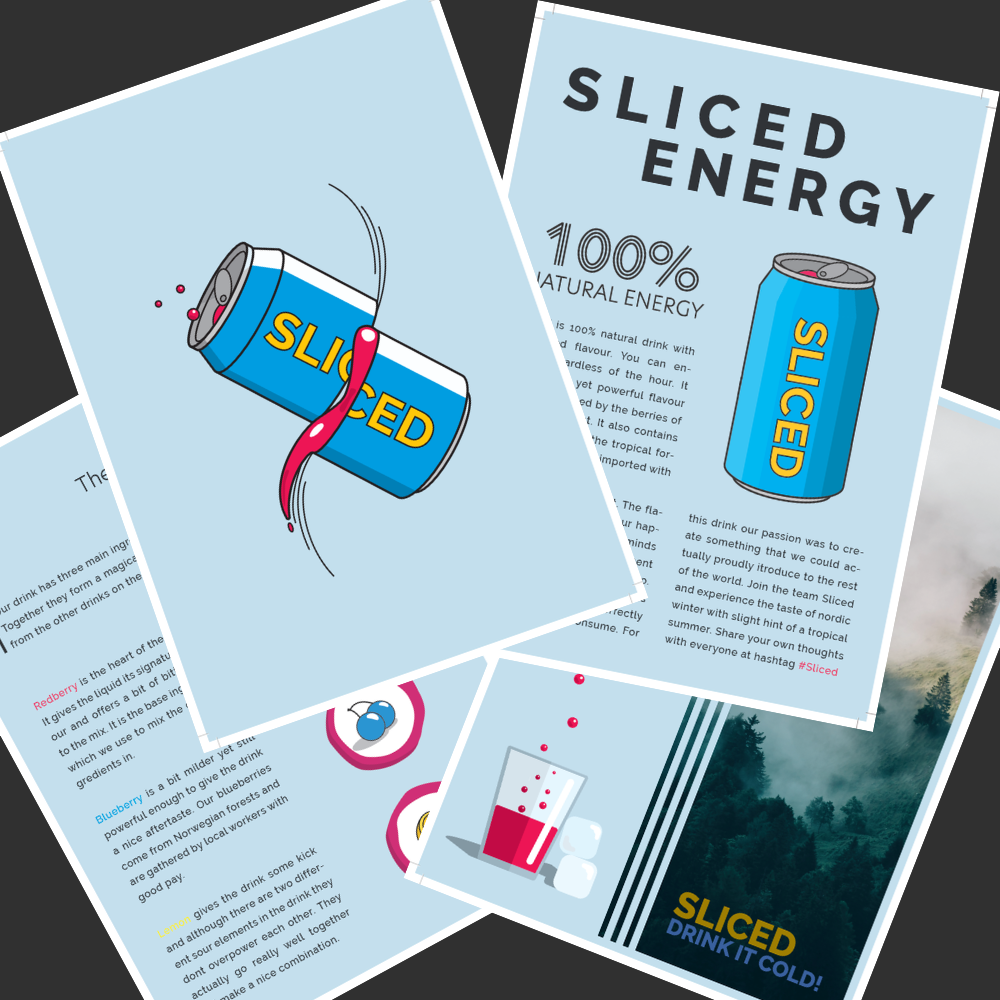 SLICED
ENERGY
100%
NATURAL ENERGY
is 100% natural drink with
flavour. You can en-
of the hour. It
yet powerful flavour
by the berries of
It also contains
the tropical for-
imported with
The fla-
minds
onsume. For
this drink our passion was to cre-
ate something that we could ac-
tually proudly itroduce to the rest
of the world. Join the team Sliced
and experience the taste of nordic
winter with slight hint of a tropical
summer. Share your own thoughts
with everyone at hashtag #Sliced
SLICED
SLICED
The
our drink has three main ingr
Together they form a magica
from the other drinks on the
Redberry is the heart of the
It gives the liquid its signatu
our and offers a bit of bit
to the mix. It is the base ing
which we use to mix the
gredients in.
Blueberry is a bit milder yet still
powerful enough to give the drink
a nice aftertaste. Our blueberries
come from Norwegian forests and
are gathered by local workers with
good pay.
Lemon gives the drink some kick
and although there are two differ-
ent sour elements in the drink they
dont overpower each other. They
actually go really well together
make a nice combination.
SLICED
DRINK IT COLD!